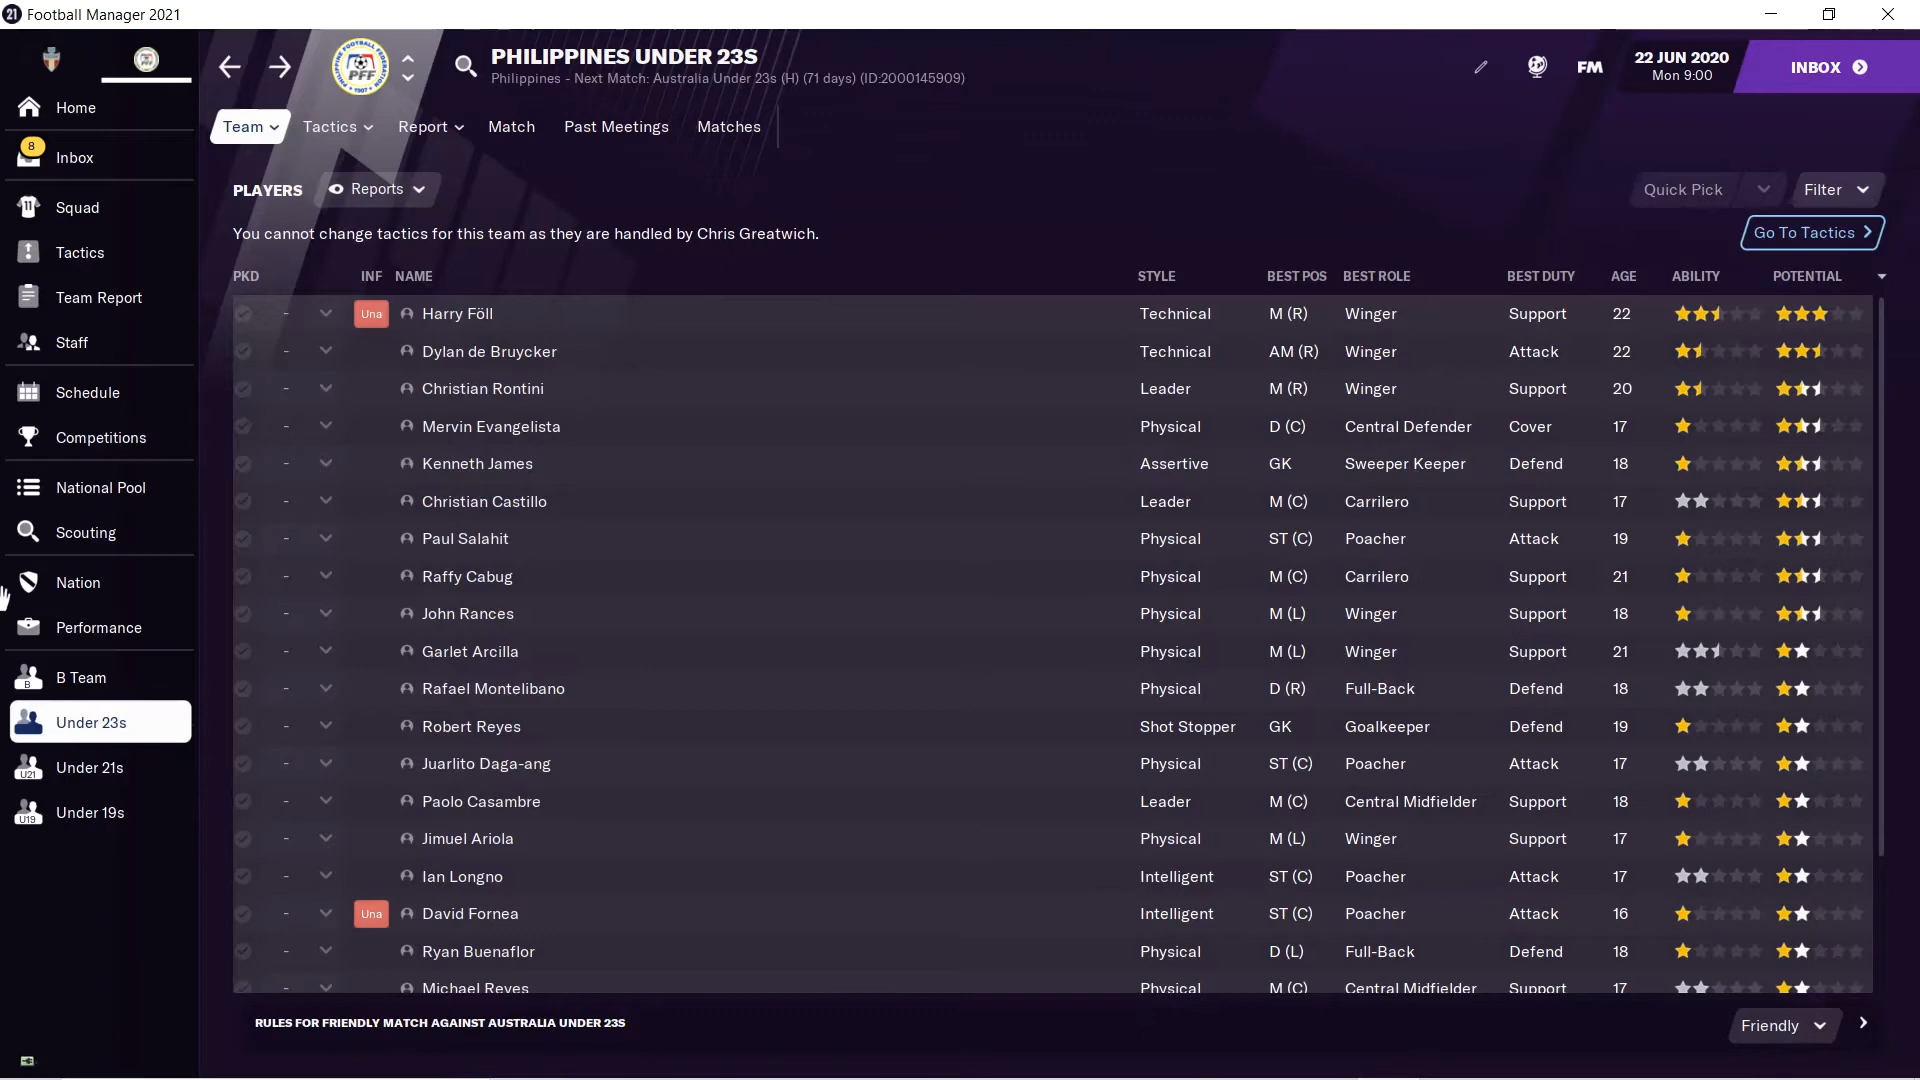 Football Manager 2021
PHILIPPINES UNDER 23S
Philippines - Next Match: Australia Under 23s (H) (71 days) (ID:2000145909)
FM
22 JUN 2020
Mon 9:00
INBOX
Home
8
Inbox
Squad
Tactics
Team Report
Staff
Schedule
Competitions
National Pool
Scouting
Nation
Performance
B
B Team
Under 23s
U21
Under 21s
U19
Under 19s
Team
Tactics
Report
Match
Past Meetings
Matches
PLAYERS
Reports
Quick Pick
Filter
You cannot change tactics for this team as they are handled by Chris Greatwich.
Go To Tactics
PKD INF NAME STYLE BEST POS BEST ROLE BEST DUTY AGE ABILITY POTENTIAL
- Una Harry Föll Technical M (R) Winger Support 22
- Dylan de Bruycker Technical AM (R) Winger Attack 22
- Christian Rontini Leader M (R) Winger Support 20
- Mervin Evangelista Physical D (C) Central Defender Cover 17
- Kenneth James Assertive GK Sweeper Keeper Defend 18
- Christian Castillo Leader M (C) Carrilero Support 17
- Paul Salahit Physical ST (C) Poacher Attack 19
- Raffy Cabug Physical M (C) Carrilero Support 21
- John Rances Physical M (L) Winger Support 18
- Garlet Arcilla Physical M (L) Winger Support 21
- Rafael Montelibano Physical D (R) Full-Back Defend 18
- Robert Reyes Shot Stopper GK Goalkeeper Defend 19
- Juarlito Daga-ang Physical ST (C) Poacher Attack 17
- Paolo Casambre Leader M (C) Central Midfielder Support 18
- Jimuel Ariola Physical M (L) Winger Support 17
- Ian Longno Intelligent ST (C) Poacher Attack 17
- Una David Fornea Intelligent ST (C) Poacher Attack 16
- Ryan Buenaflor Physical D (L) Full-Back Defend 18
- Michael Reyes Physical M (C) Central Midfielder Support 17
RULES FOR FRIENDLY MATCH AGAINST AUSTRALIA UNDER 23S
Friendly